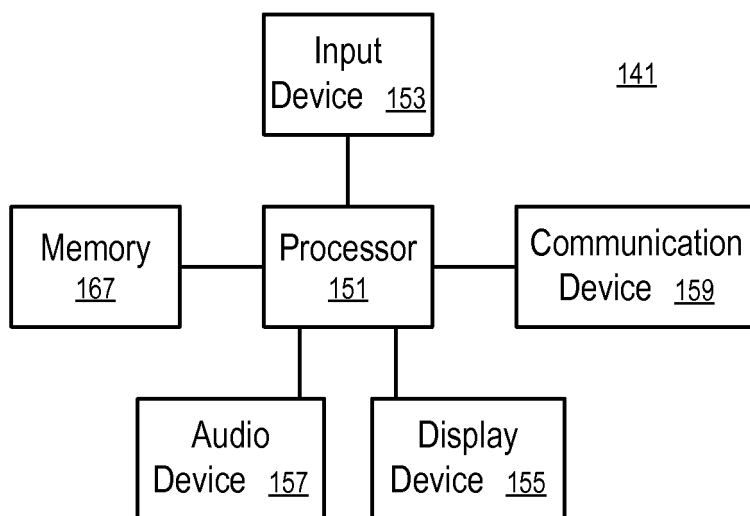 Input
Device 153
141
Memory
167
Processor
151
Communication
Device 159
Audio
Device 157
Display
Device 155